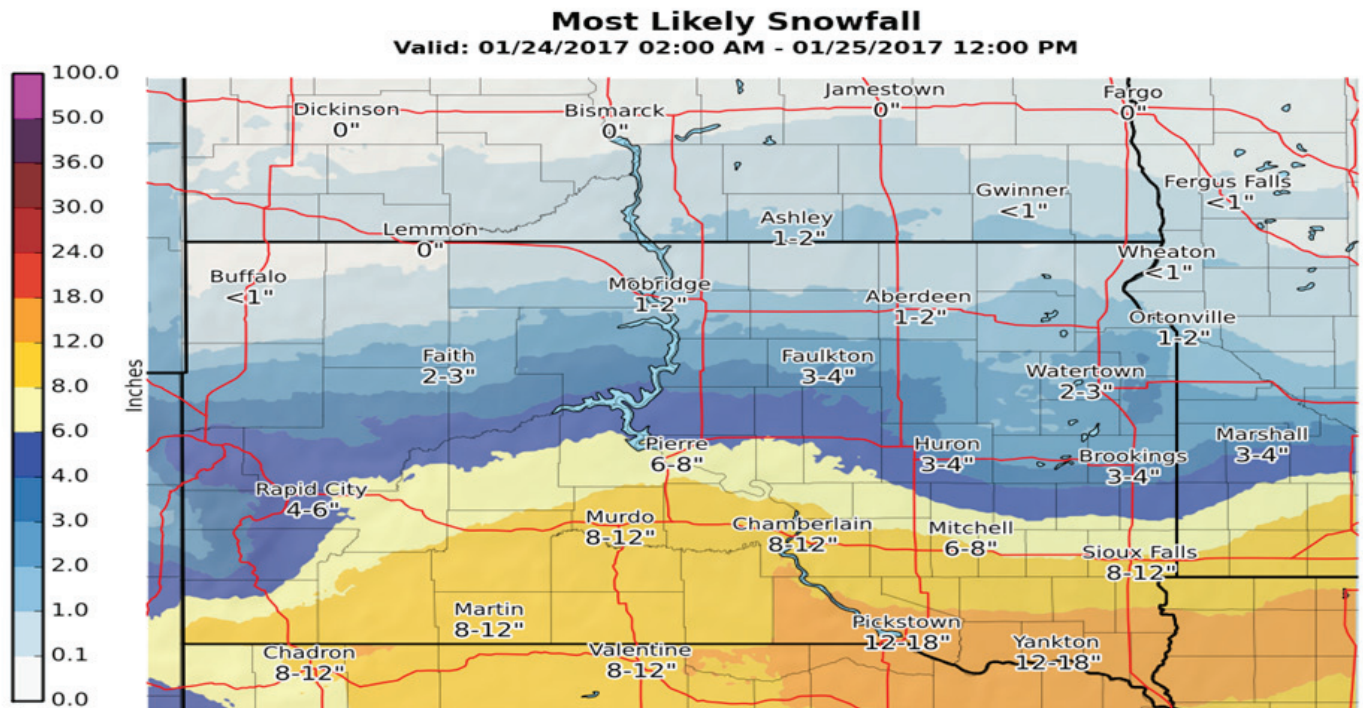 Most Likely Snowfall
Valid: 01/24/2017 02:00 AM - 01/25/2017 12:00 PM
100.0
50.0
36.0
30.0
24.0
18.0
12.0
8.0
6.0
4.0
3.0
2.0
1.0
0.1
0.0
Inches
Dickinson
0"
Bismarck
0"
Jamestown
0"
Fargo
0"
Gwinner
<1"
Fergus Falls
<1"
Lemmon
0"
Ashley
1-2"
Wheaton
<1"
Buffalo
<1"
Mobridge
1-2"
Aberdeen
1-2"
Ortonville
1-2"
Faith
2-3"
Faulkton
3-4"
Watertown
2-3"
Pierre
6-8"
Huron
3-4"
Brookings
3-4"
Marshall
3-4"
Rapid City
4-6"
Murdo
8-12"
Chamberlain
8-12"
Mitchell
6-8"
Sioux Falls
8-12"
Martin
8-12"
Pickstown
12-18"
Yankton
12-18"
Chadron
8-12"
Valentine
8-12"